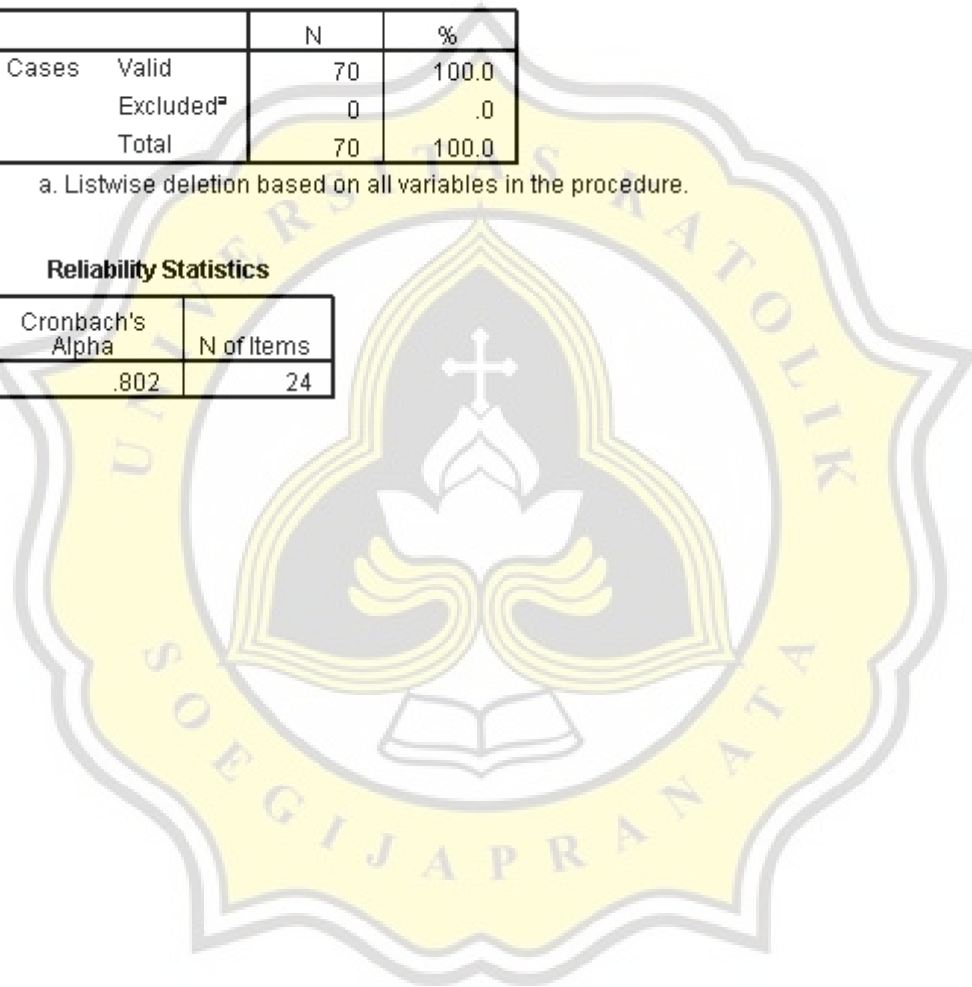 N %
Cases Valid 70 100.0
Excludedª 0 .0
Total 70 100.0
a. Listwise deletion based on all variables in the procedure.
Reliability Statistics
Cronbach's
Alpha N of Items
.802 24
UNIVERSITAS KATOLIK
SOEGIJAPRANATA